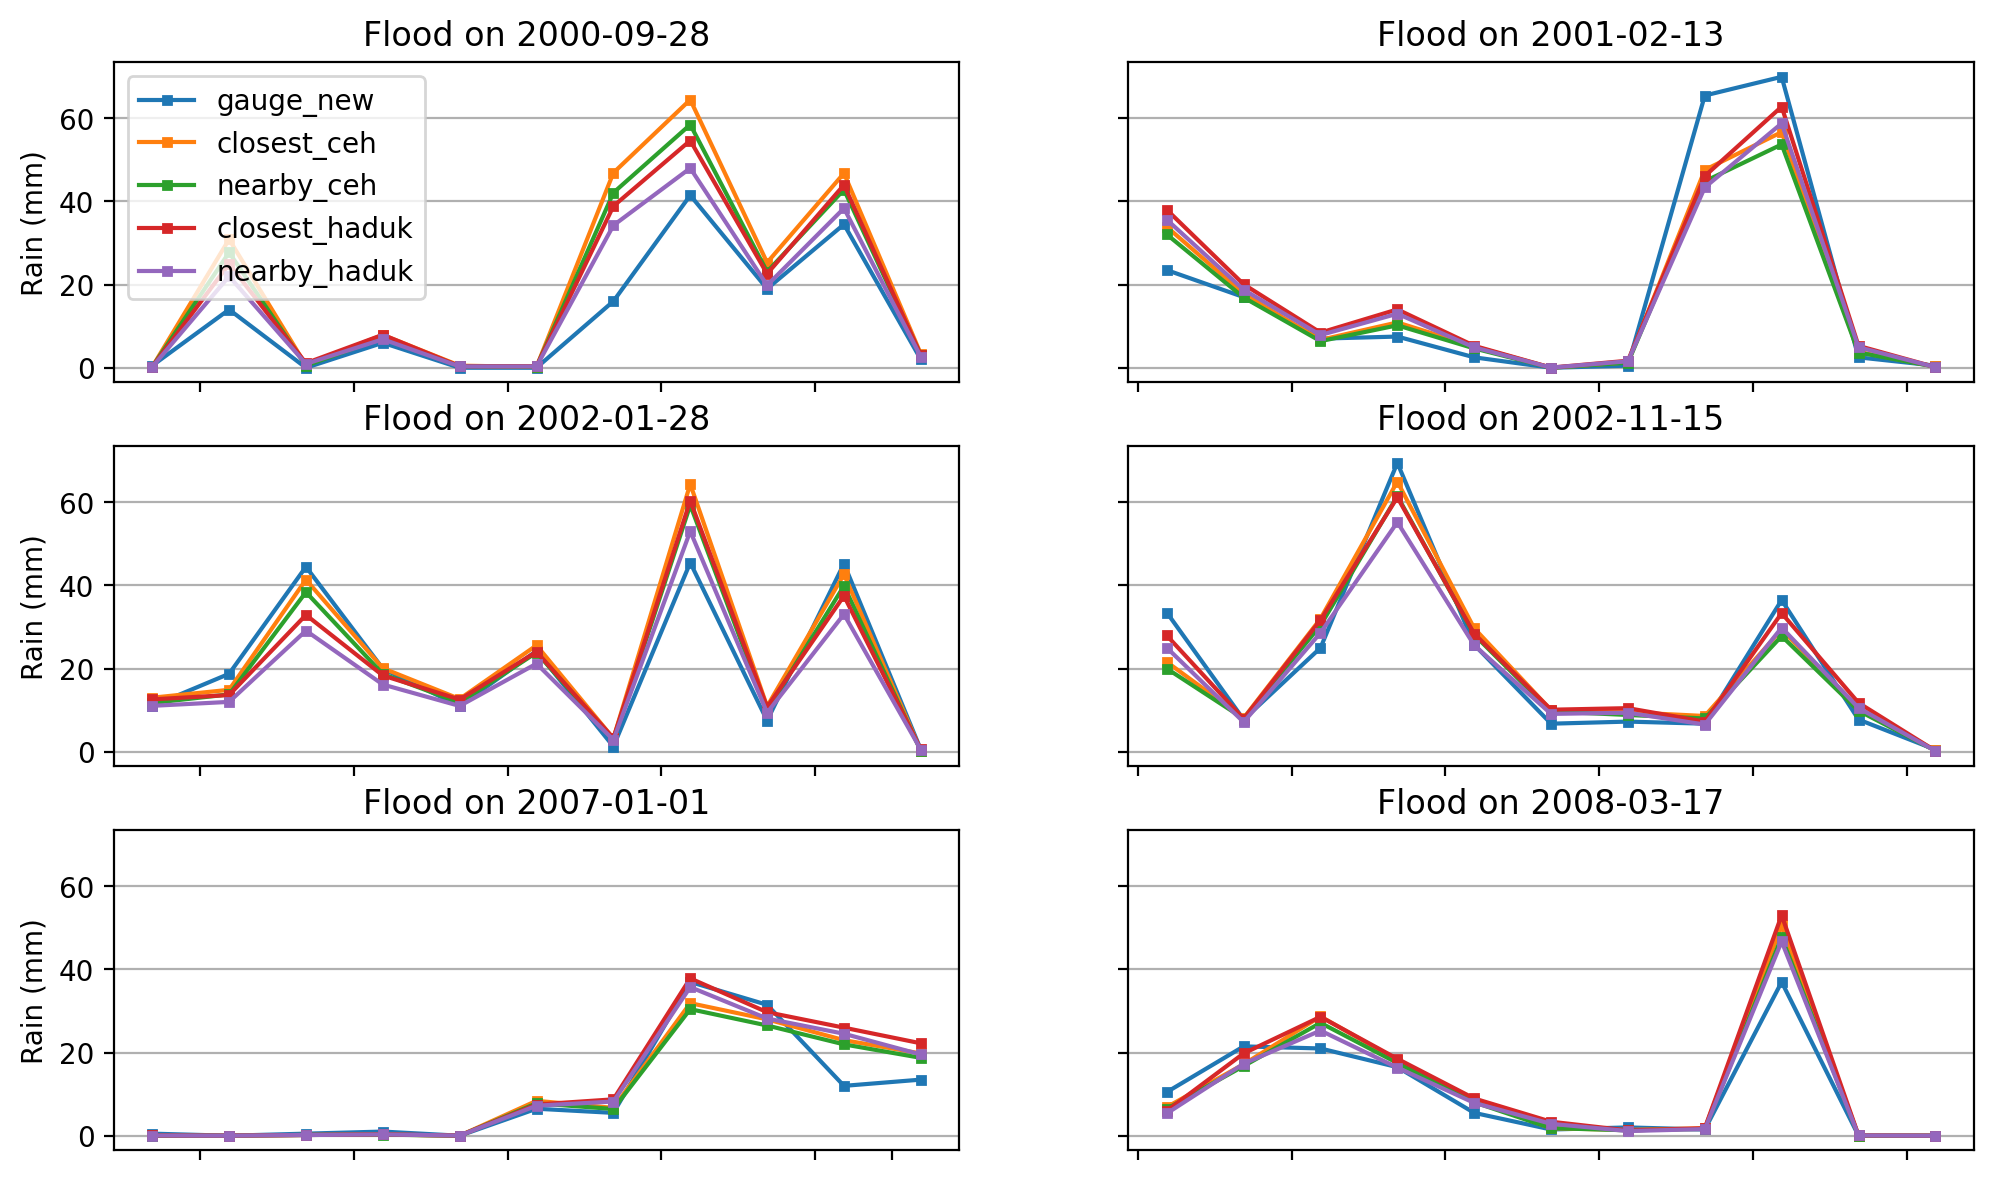 Flood on 2000-09-28
Flood on 2001-02-13
gauge_new
closest_ceh
nearby_ceh
closest_haduk
nearby_haduk
Rain (mm)
60
40
20
0
Flood on 2002-01-28
Flood on 2002-11-15
Rain (mm)
60
40
20
0
Flood on 2007-01-01
Flood on 2008-03-17
Rain (mm)
60
40
20
0